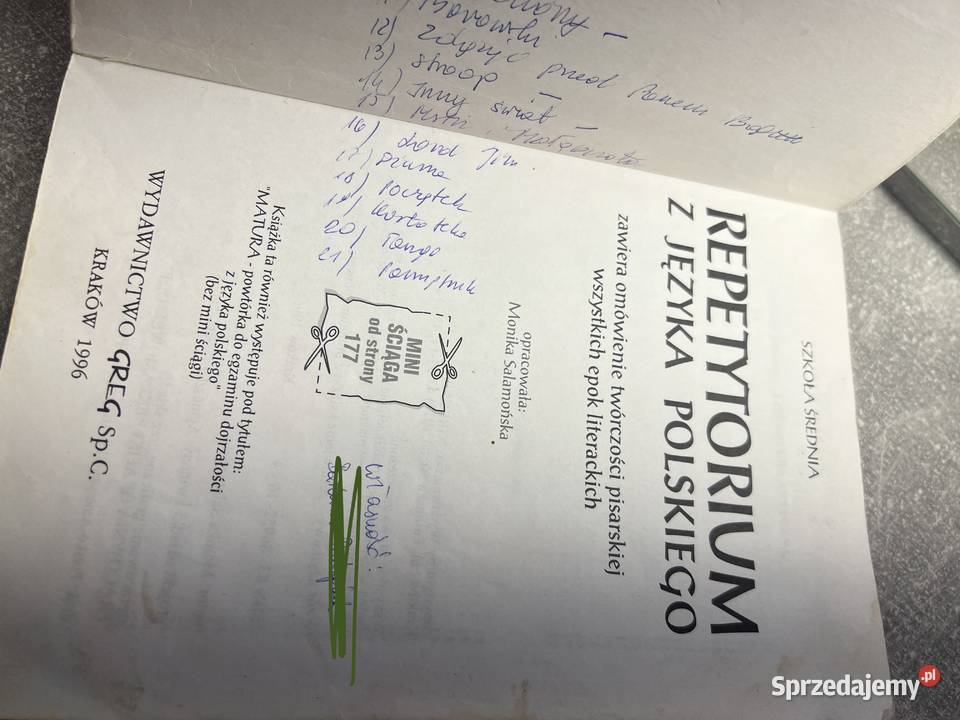 12) Borowski
13) Zdążyć przed Panem Bogiem
14) Inny świat –
16) Lord Jim
17) Dżuma
18) Początek
19) Kartoteka
20) Tango
21) Pamiętnik
SZKOŁA ŚREDNIA
REPETYTORIUM
Z JĘZYKA POLSKIEGO
zawiera omówienie twórczości pisarskiej
wszystkich epok literackich
opracowała:
Monika Salamońska
MINI
ŚCIĄGA
od strony
177
własność:
Książka ta również występuje pod tytułem:
"MATURA - powtórka do egzaminu dojrzałości
z języka polskiego"
(bez mini ściągi)
WYDAWNICTWO GREG Sp.C.
KRAKÓW 1996
Sprzedajemy.pl